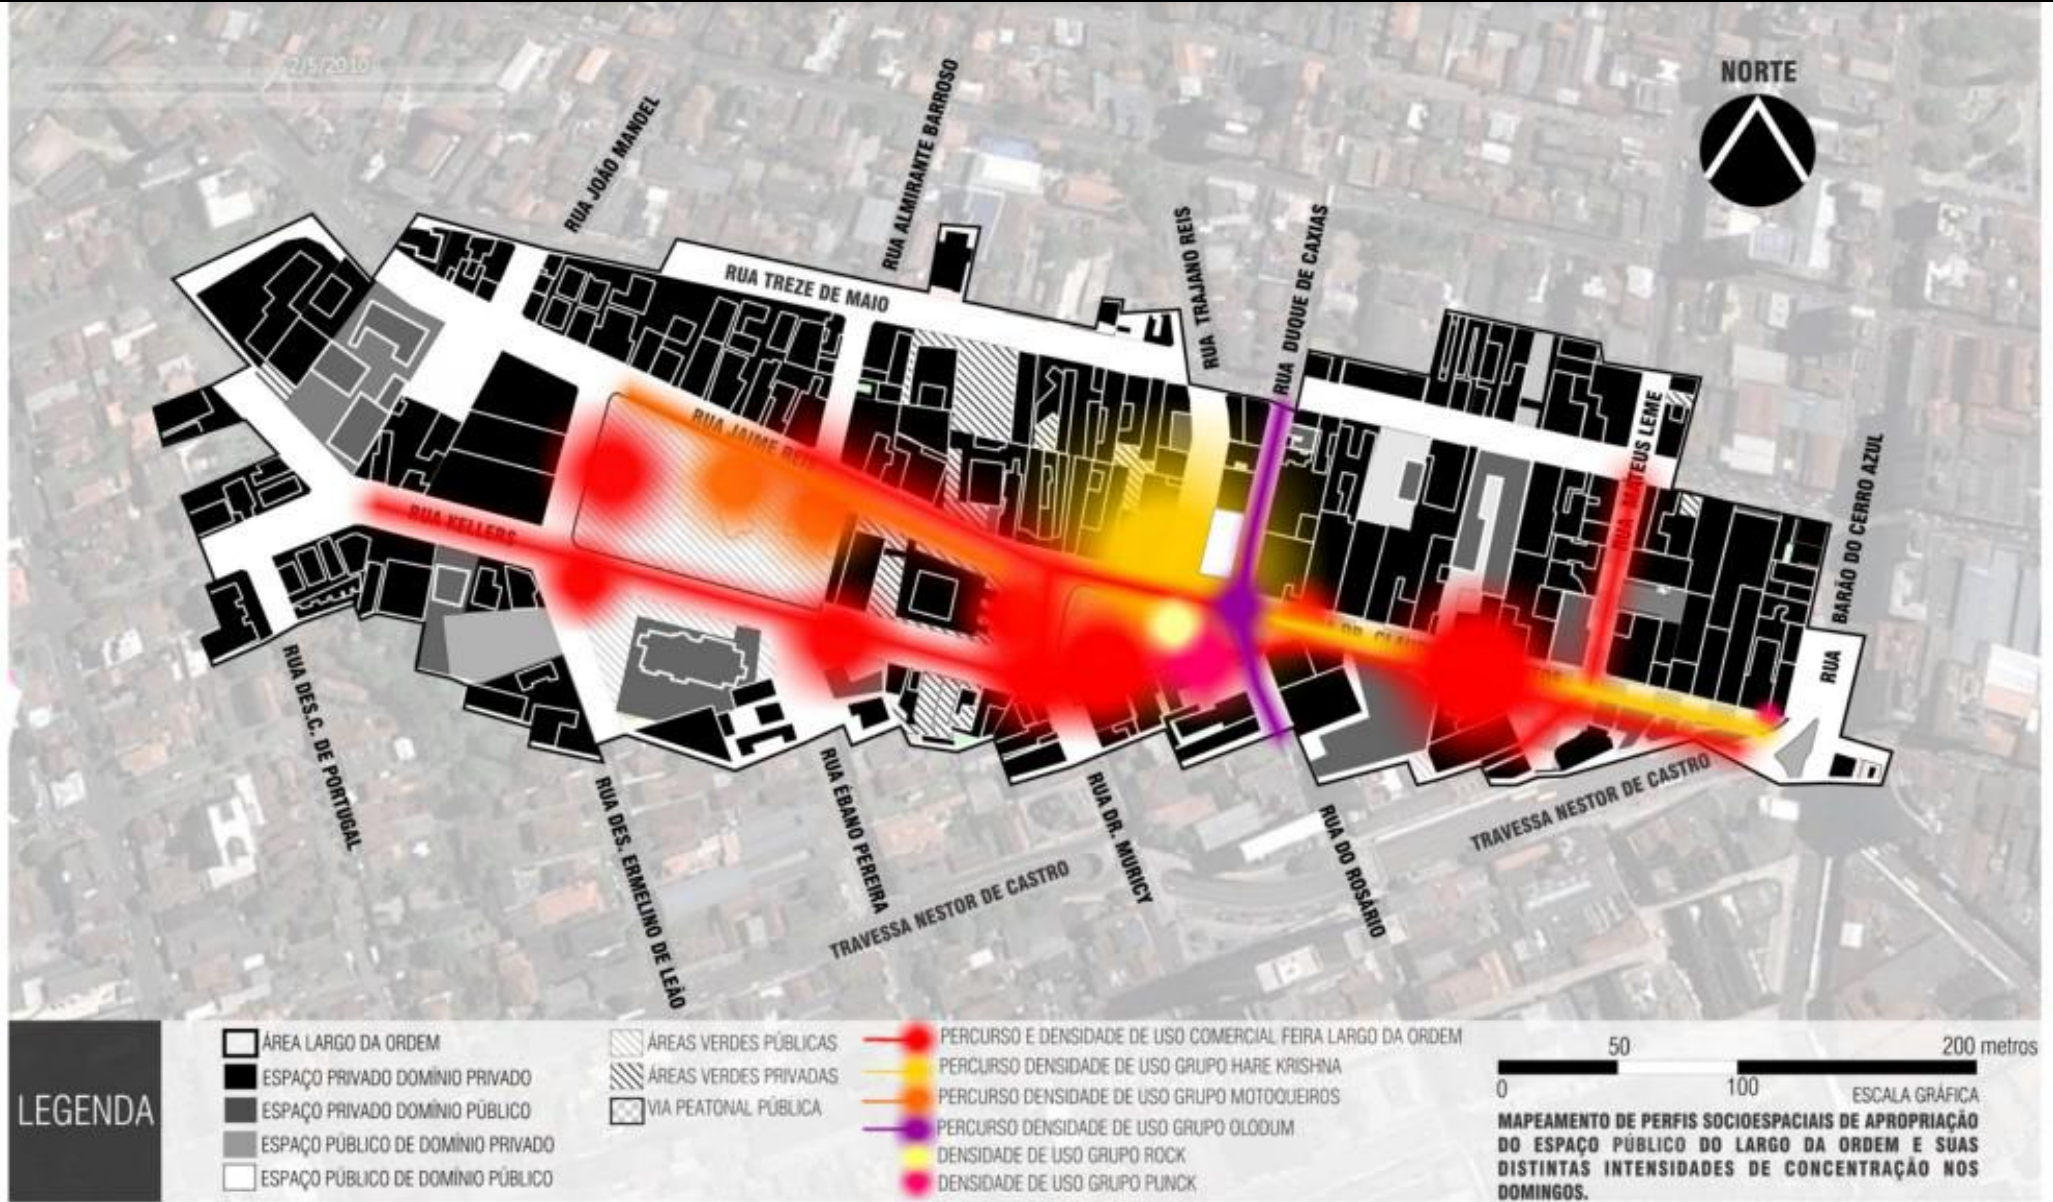 2/5/2010
NORTE
RUA JOÁO MANOEL
RUA ALMIRANTE BARROSO
RUA TRAJANO REIS
RUA DUQUE DE CAXIAS
RUA TREZE DE MAIO
RUA MATEUS LEME
BARÃO DO CERRO AZUL
RUA
RUA JAIME REIS
RUA KELLERS
RUA DES.C. DE PORTUGAL
RUA DES. ERMELINO DE LEÃO
RUA ÉBANO PEREIRA
RUA DR. MURICY
RUA DO ROSÁRIO
TRAVESSA NESTOR DE CASTRO
TRAVESSA NESTOR DE CASTRO
LEGENDA
ÁREA LARGO DA ORDEM
ESPAÇO PRIVADO DOMÍNIO PRIVADO
ESPAÇO PRIVADO DOMÍNIO PÚBLICO
ESPAÇO PÚBLICO DE DOMÍNIO PRIVADO
ESPAÇO PÚBLICO DE DOMÍNIO PÚBLICO
ÁREAS VERDES PÚBLICAS
ÁREAS VERDES PRIVADAS
VIA PEATONAL PÚBLICA
PERCURSO E DENSIDADE DE USO COMERCIAL FEIRA LARGO DA ORDEM
PERCURSO DENSIDADE DE USO GRUPO HARE KRISHNA
PERCURSO DENSIDADE DE USO GRUPO MOTOQUEIROS
PERCURSO DENSIDADE DE USO GRUPO OLODUM
DENSIDADE DE USO GRUPO ROCK
DENSIDADE DE USO GRUPO PUNCK
50 200 metros
0 100 ESCALA GRÁFICA
MAPEAMENTO DE PERFIS SOCIOESPACIAIS DE APROPRIAÇÃO
DO ESPAÇO PÚBLICO DO LARGO DA ORDEM E SUAS
DISTINTAS INTENSIDADES DE CONCENTRAÇÃO NOS
DOMINGOS.